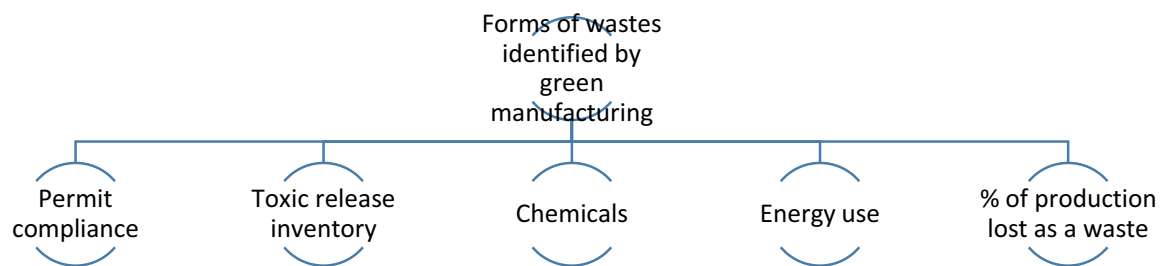 Forms of wastes
identified by
green
manufacturing
Permit
compliance
Toxic release
inventory
Chemicals
Energy use
% of production
lost as a waste